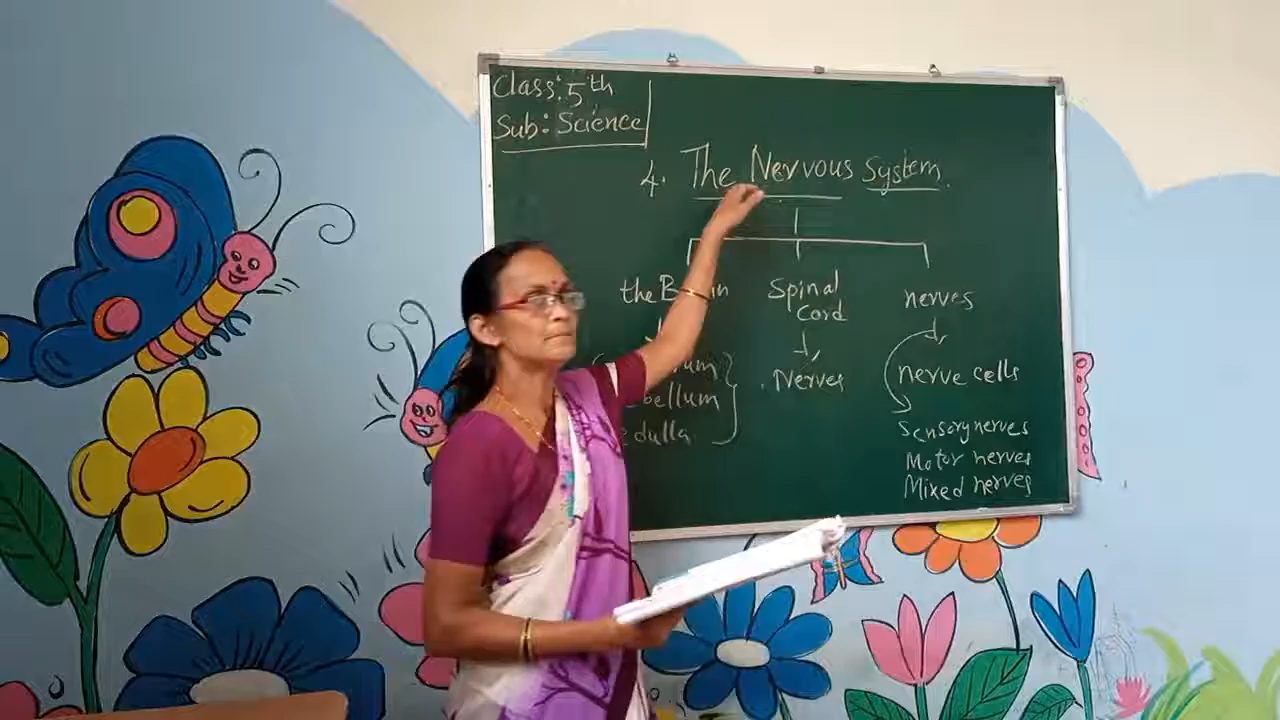 Class: 5th
Sub: Science
4. The Nervous System.
the Spinal nerves
Cord
Nerves nerve cells
Sensory nerves
Motor nerves
Mixed nerves